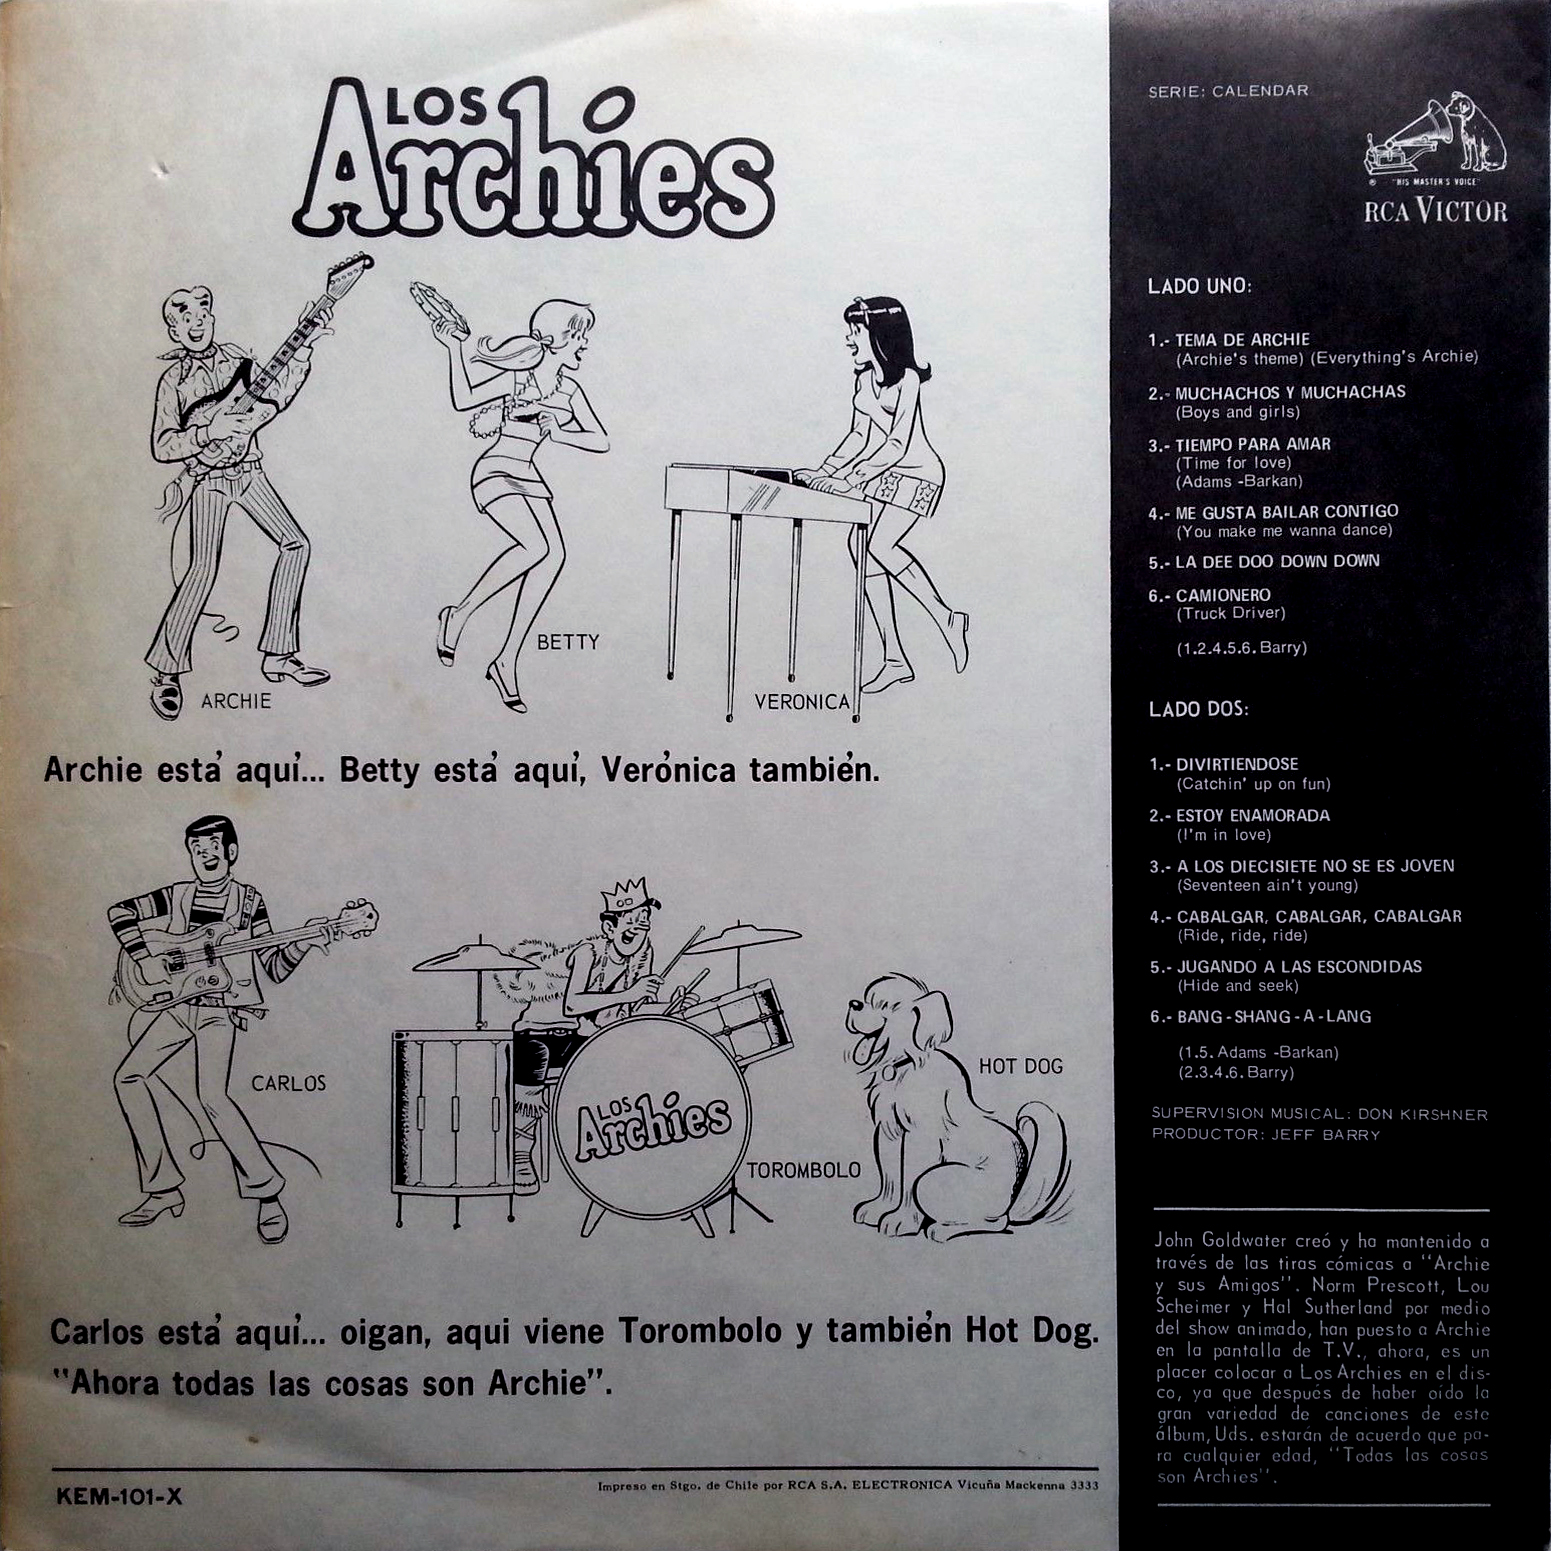 LOS
Archies
ARCHIE
BETTY
VERONICA
Archie está aquí... Betty está aquí, Verónica también.
CARLOS
LOS
Archies
TOROMBOLO
HOT DOG
Carlos está aquí... oigan, aqui viene Torombolo y también Hot Dog.
"Ahora todas las cosas son Archie".
KEM-101-X
Impreso en Stgo. de Chile por RCA S.A. ELECTRONICA Vicuña Mackenna 3333
SERIE: CALENDAR
® "HIS MASTER'S VOICE"
RCA VICTOR
LADO UNO:
1.- TEMA DE ARCHIE
(Archie's theme) (Everything's Archie)
2.- MUCHACHOS Y MUCHACHAS
(Boys and girls)
3.- TIEMPO PARA AMAR
(Time for love)
(Adams -Barkan)
4.- ME GUSTA BAILAR CONTIGO
(You make me wanna dance)
5.- LA DEE DOO DOWN DOWN
6.- CAMIONERO
(Truck Driver)
(1.2.4.5.6. Barry)
LADO DOS:
1.- DIVIRTIENDOSE
(Catchin' up on fun)
2.- ESTOY ENAMORADA
(I'm in love)
3.- A LOS DIECISIETE NO SE ES JOVEN
(Seventeen ain't young)
4.- CABALGAR, CABALGAR, CABALGAR
(Ride, ride, ride)
5.- JUGANDO A LAS ESCONDIDAS
(Hide and seek)
6.- BANG-SHANG-A-LANG
(1.5. Adams -Barkan)
(2.3.4.6. Barry)
SUPERVISION MUSICAL: DON KIRSHNER
PRODUCTOR: JEFF BARRY
John Goldwater creó y ha mantenido a
través de las tiras cómicas a "Archie
y sus Amigos". Norm Prescott, Lou
Scheimer y Hal Sutherland por medio
del show animado, han puesto a Archie
en la pantalla de T.V., ahora, es un
placer colocar a Los Archies en el dis-
co, ya que después de haber oído la
gran variedad de canciones de este
álbum, Uds. estarán de acuerdo que pa-
ra cualquier edad, "Todas las cosas
son Archies".